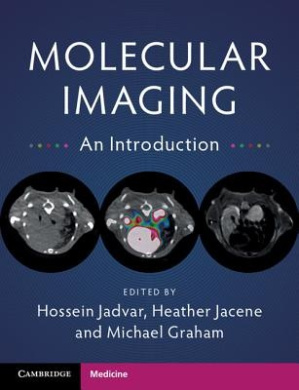 MOLECULAR
IMAGING
An Introduction
EDITED BY
Hossein Jadvar, Heather Jacene
and Michael Graham
CAMBRIDGE Medicine